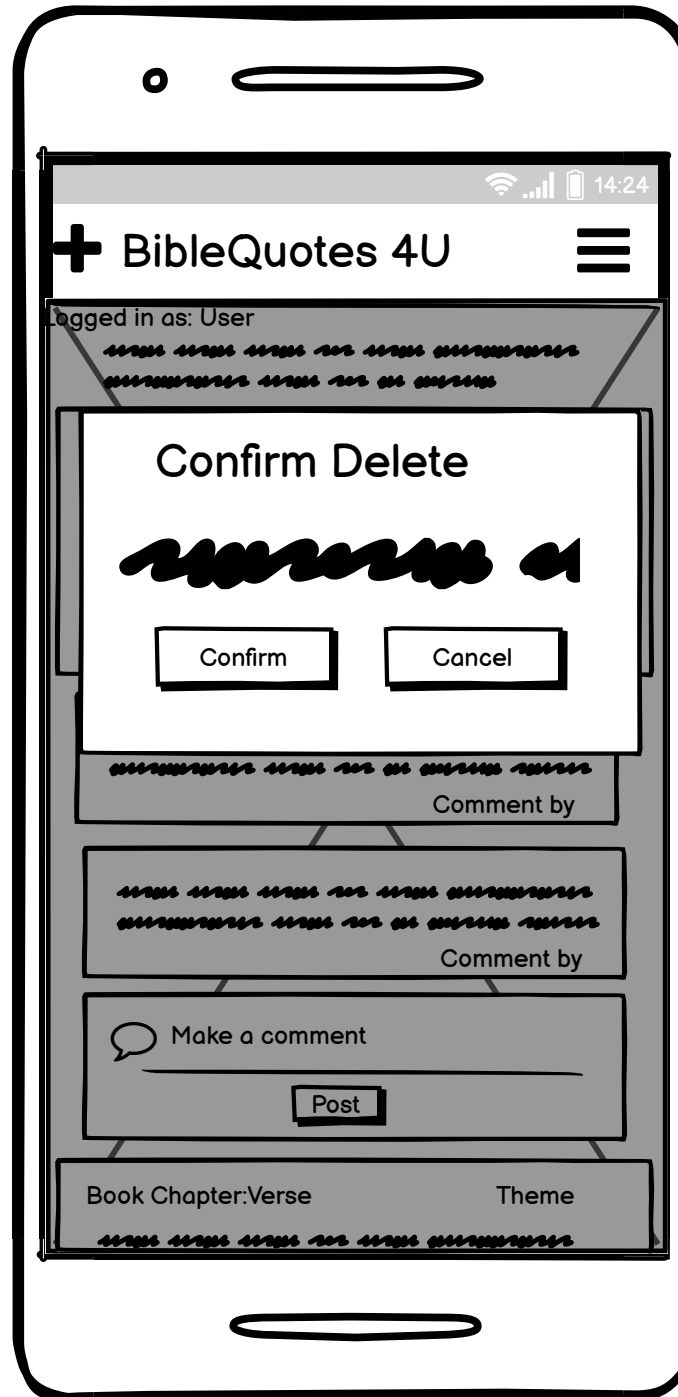 14:24
BibleQuotes 4U
Logged in as: User
Confirm Delete
Confirm Cancel
Comment by
Comment by
Make a comment
Post
Book Chapter:Verse Theme